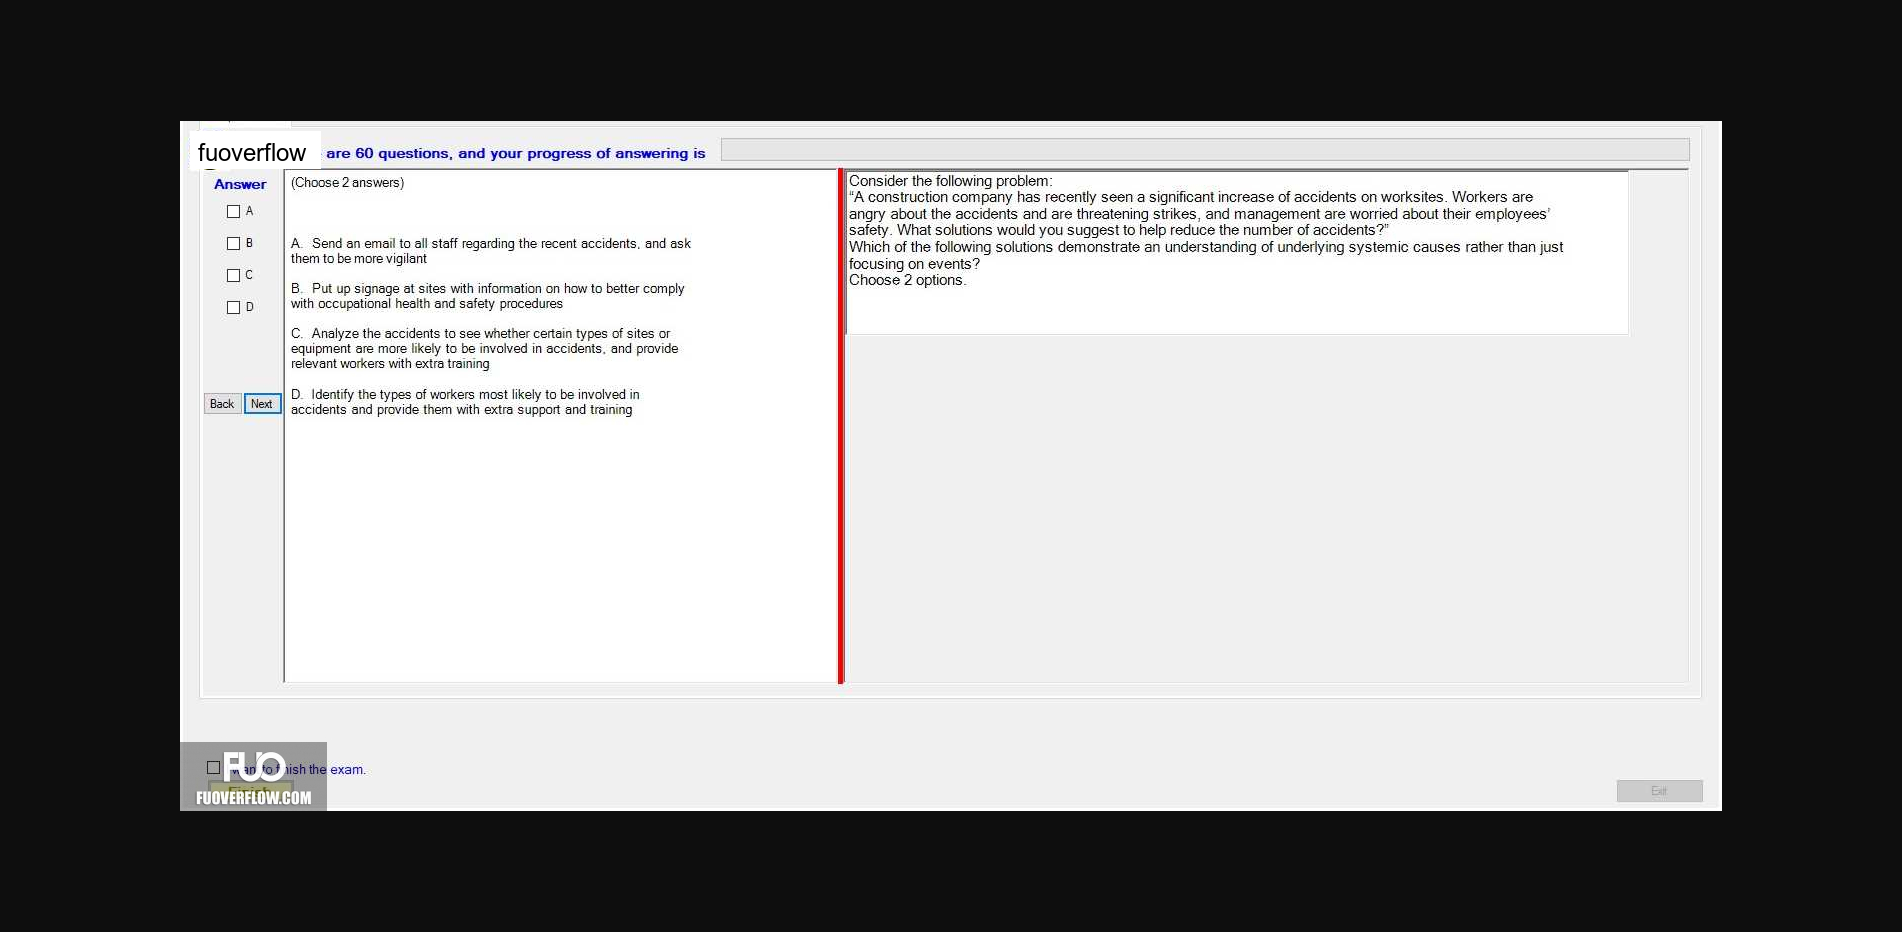 fuoverflow are 60 questions, and your progress of answering is
Answer
A
B
C
D
Back Next
(Choose 2 answers)
A. Send an email to all staff regarding the recent accidents, and ask
them to be more vigilant
B. Put up signage at sites with information on how to better comply
with occupational health and safety procedures
C. Analyze the accidents to see whether certain types of sites or
equipment are more likely to be involved in accidents, and provide
relevant workers with extra training
D. Identify the types of workers most likely to be involved in
accidents and provide them with extra support and training
Consider the following problem:
“A construction company has recently seen a significant increase of accidents on worksites. Workers are
angry about the accidents and are threatening strikes, and management are worried about their employees’
safety. What solutions would you suggest to help reduce the number of accidents?”
Which of the following solutions demonstrate an understanding of underlying systemic causes rather than just
focusing on events?
Choose 2 options.
want to finish the exam.
Finish
FUO
FUOVERFLOW.COM
Exit